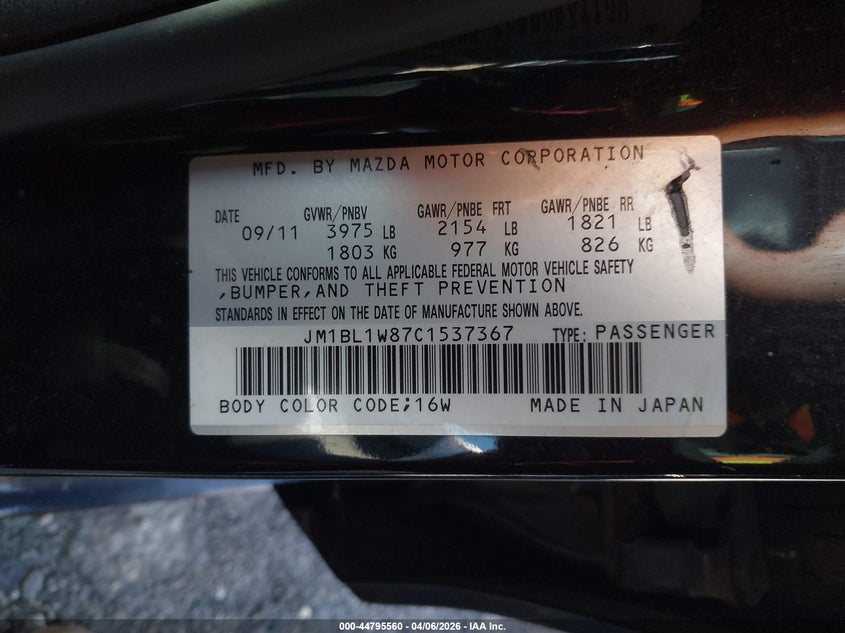 MFD. BY MAZDA MOTOR CORPORATION
DATE GVWR/PNBV GAWR/PNBE FRT GAWR/PNBE RR
09/11 3975 LB 2154 LB 1821 LB
1803 KG 977 KG 826 KG
THIS VEHICLE CONFORMS TO ALL APPLICABLE FEDERAL MOTOR VEHICLE SAFETY
,BUMPER,AND THEFT PREVENTION
STANDARDS IN EFFECT ON THE DATE OF MANUFACTURE SHOWN ABOVE.
JM1BL1W87C1537367 TYPE: PASSENGER
BODY COLOR CODE;16W MADE IN JAPAN
000-44795560 - 04/06/2026 - IAA Inc.